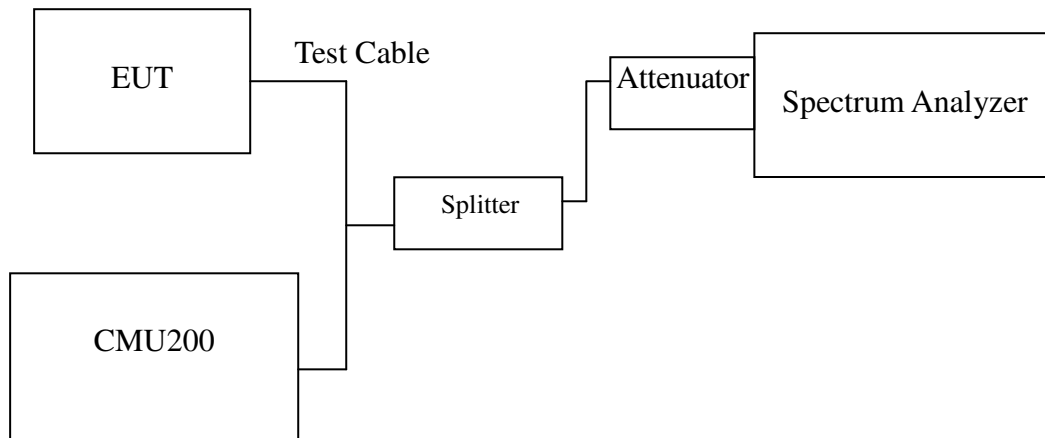 Test Cable
EUT
Attenuator
Spectrum Analyzer
Splitter
CMU200